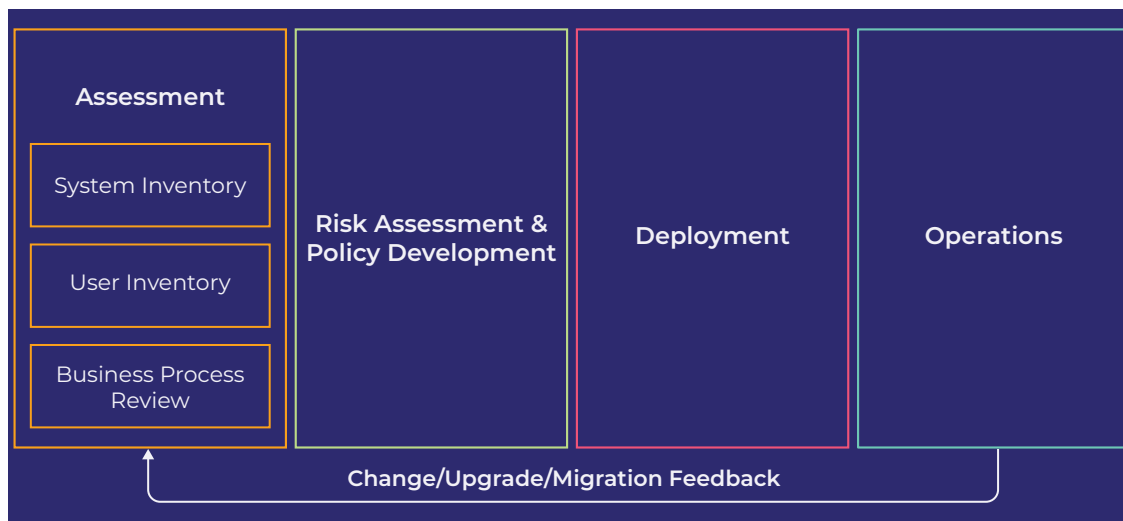 Assessment
System Inventory
User Inventory
Business Process
Review
Risk Assessment &
Policy Development
Deployment
Operations
Change/Upgrade/Migration Feedback